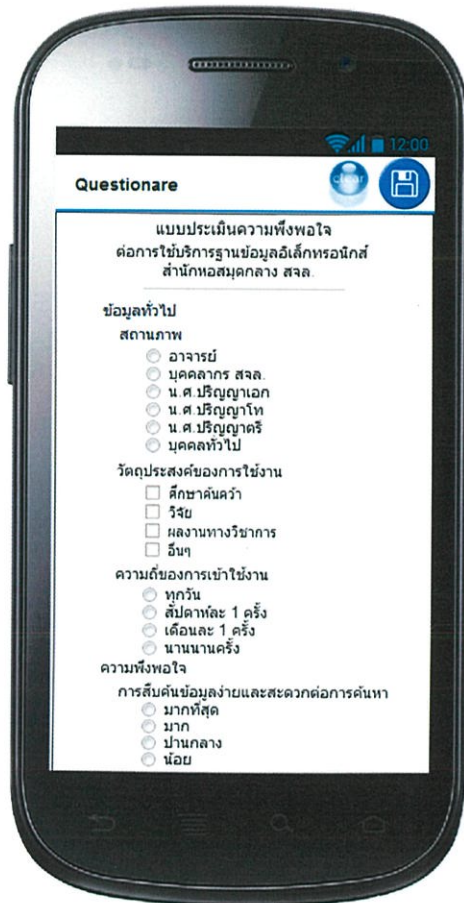 12:00
Questionare
clear
แบบประเมินความพึงพอใจ
ต่อการใช้บริการฐานข้อมูลอิเล็กทรอนิกส์
สำนักหอสมุดกลาง สจล.
ข้อมูลทั่วไป
สถานภาพ
อาจารย์
บุคคลากร สจล.
น.ศ.ปริญญาเอก
น.ศ.ปริญญาโท
น.ศ.ปริญญาตรี
บุคคลทั่วไป
วัตถุประสงค์ของการใช้งาน
ศึกษาค้นคว้า
วิจัย
ผลงานทางวิชาการ
อื่นๆ
ความถี่ของการเข้าใช้งาน
ทุกวัน
สัปดาห์ละ 1 ครั้ง
เดือนละ 1 ครั้ง
นานนานครั้ง
ความพึงพอใจ
การสืบค้นข้อมูลง่ายและสะดวกต่อการค้นหา
มากที่สุด
มาก
ปานกลาง
น้อย